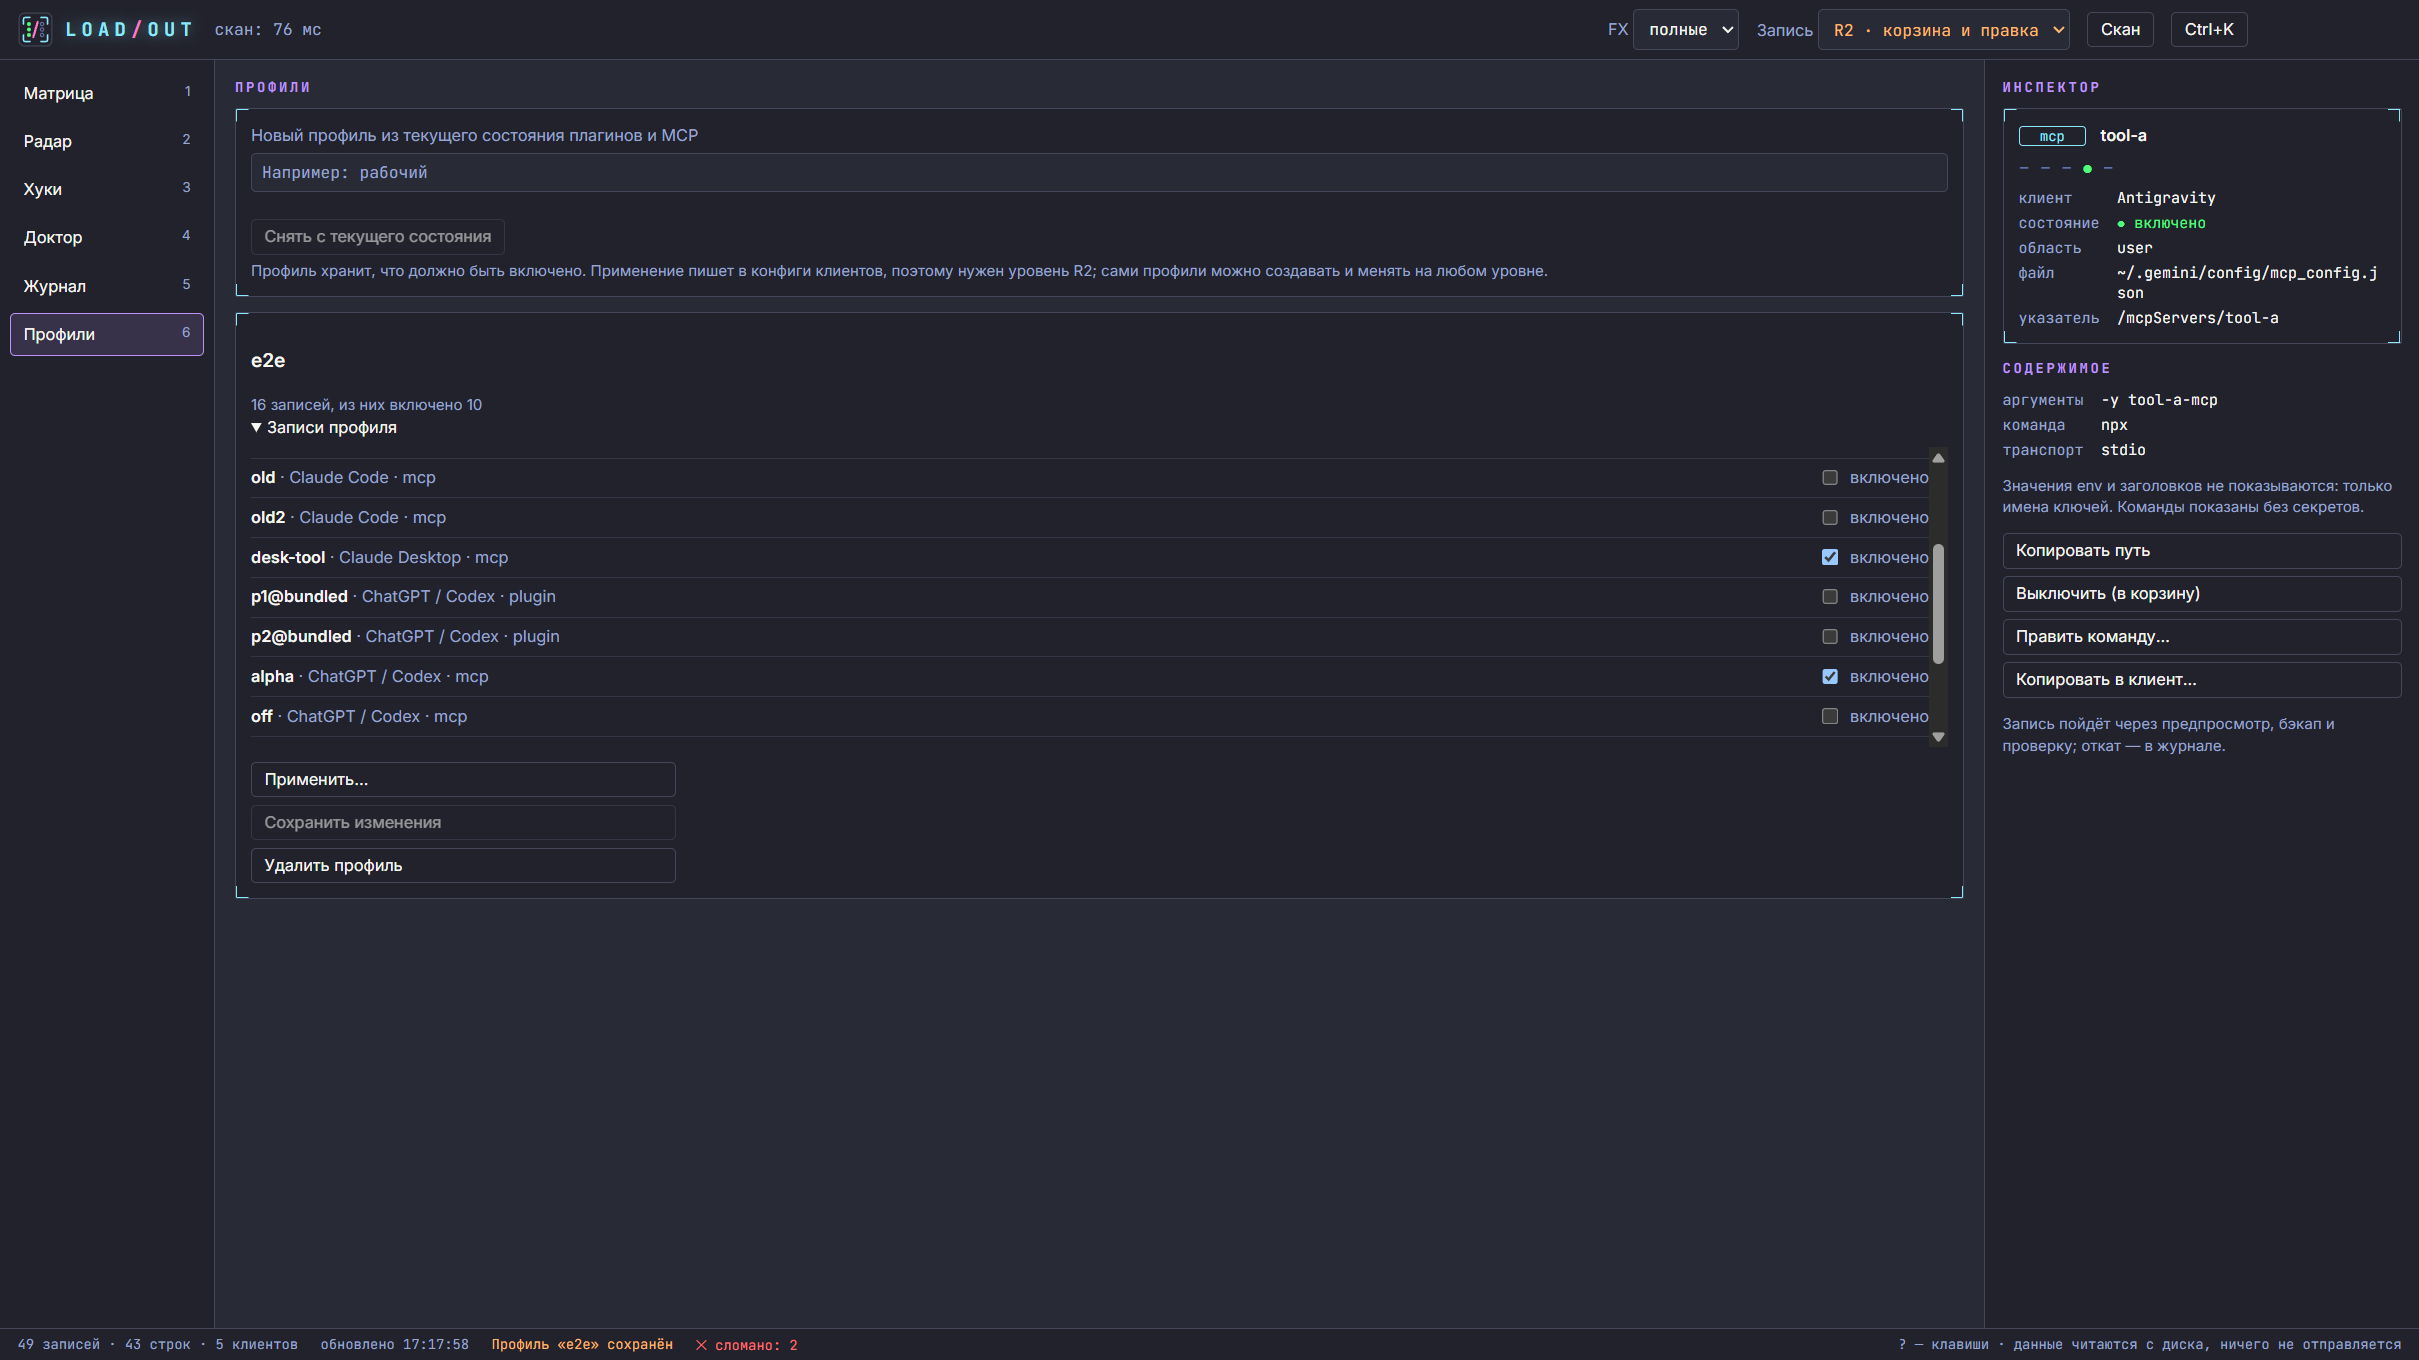 LOAD/OUT скан: 76 мс FX полные Запись R2 · корзина и правка Скан Ctrl+K
Матрица 1
Радар 2
Хуки 3
Доктор 4
Журнал 5
Профили 6
ПРОФИЛИ
Новый профиль из текущего состояния плагинов и MCP
Например: рабочий
Снять с текущего состояния
Профиль хранит, что должно быть включено. Применение пишет в конфиги клиентов, поэтому нужен уровень R2; сами профили можно создавать и менять на любом уровне.
e2e
16 записей, из них включено 10
▼ Записи профиля
old · Claude Code · mcp включено
old2 · Claude Code · mcp включено
desk-tool · Claude Desktop · mcp включено
p1@bundled · ChatGPT / Codex · plugin включено
p2@bundled · ChatGPT / Codex · plugin включено
alpha · ChatGPT / Codex · mcp включено
off · ChatGPT / Codex · mcp включено
Применить...
Сохранить изменения
Удалить профиль
ИНСПЕКТОР
mcp tool-a
— — — ● —
клиент Antigravity
состояние ● включено
область user
файл ~/.gemini/config/mcp_config.j
son
указатель /mcpServers/tool-a
СОДЕРЖИМОЕ
аргументы -y tool-a-mcp
команда npx
транспорт stdio
Значения env и заголовков не показываются: только
имена ключей. Команды показаны без секретов.
Копировать путь
Выключить (в корзину)
Править команду...
Копировать в клиент...
Запись пойдёт через предпросмотр, бэкап и
проверку; откат — в журнале.
49 записей · 43 строк · 5 клиентов обновлено 17:17:58 Профиль «e2e» сохранён ✕ сломано: 2 ? — клавиши · данные читаются с диска, ничего не отправляется